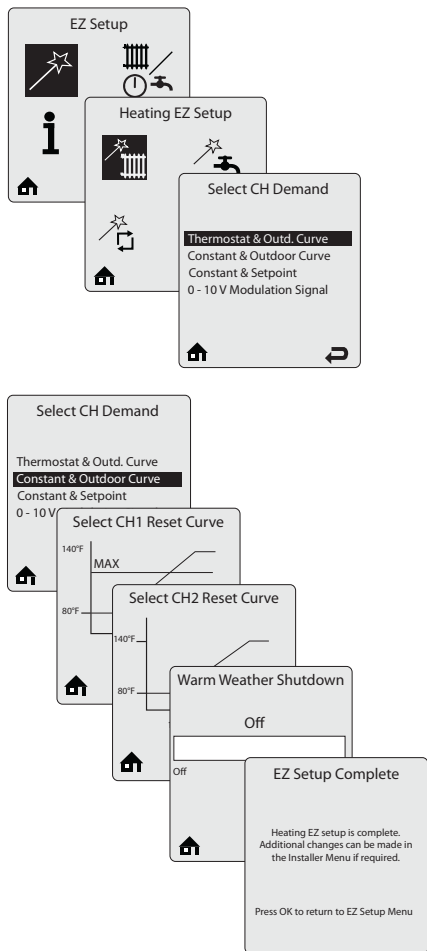 EZ Setup
Heating EZ Setup
Select CH Demand
Thermostat & Outd. Curve
Constant & Outdoor Curve
Constant & Setpoint
0 - 10 V Modulation Signal
Select CH Demand
Thermostat & Outd. Curve
Constant & Outdoor Curve
Constant & Setpoint
0 - 10 V
Select CH1 Reset Curve
140°F
MAX
80°F
Select CH2 Reset Curve
140°F
80°F
Warm Weather Shutdown
Off
Off
EZ Setup Complete
Heating EZ setup is complete.
Additional changes can be made in
the Installer Menu if required.
Press OK to return to EZ Setup Menu